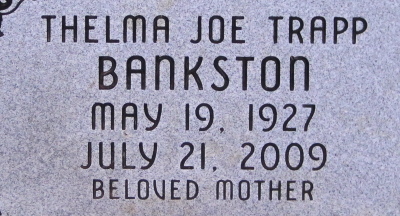 THELMA JOE TRAPP
BANKSTON
MAY 19, 1927
JULY 21, 2009
BELOVED MOTHER